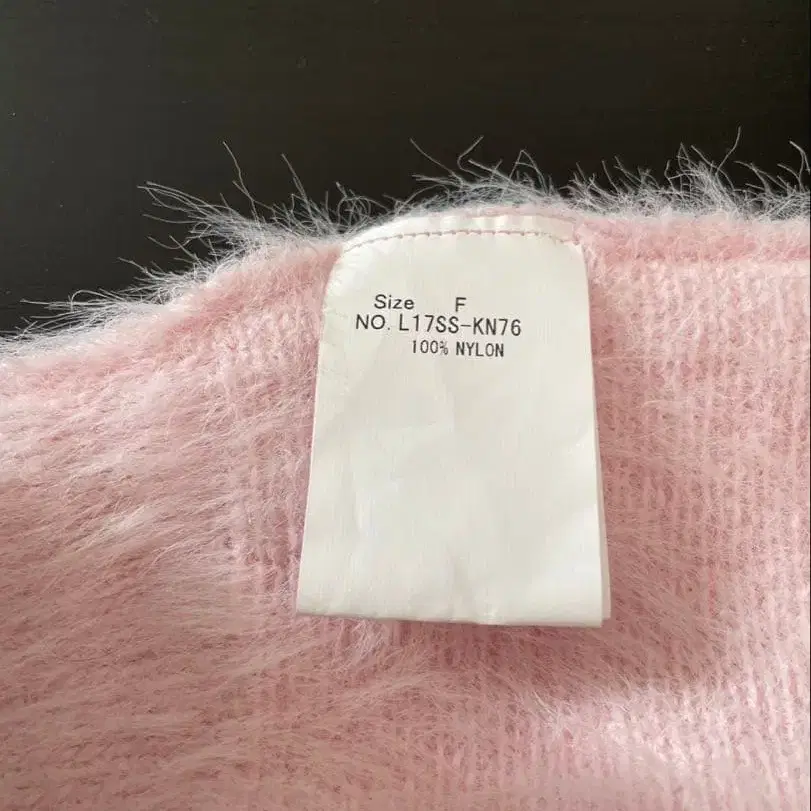 Size F
NO. L17SS-KN76
100% NYLON